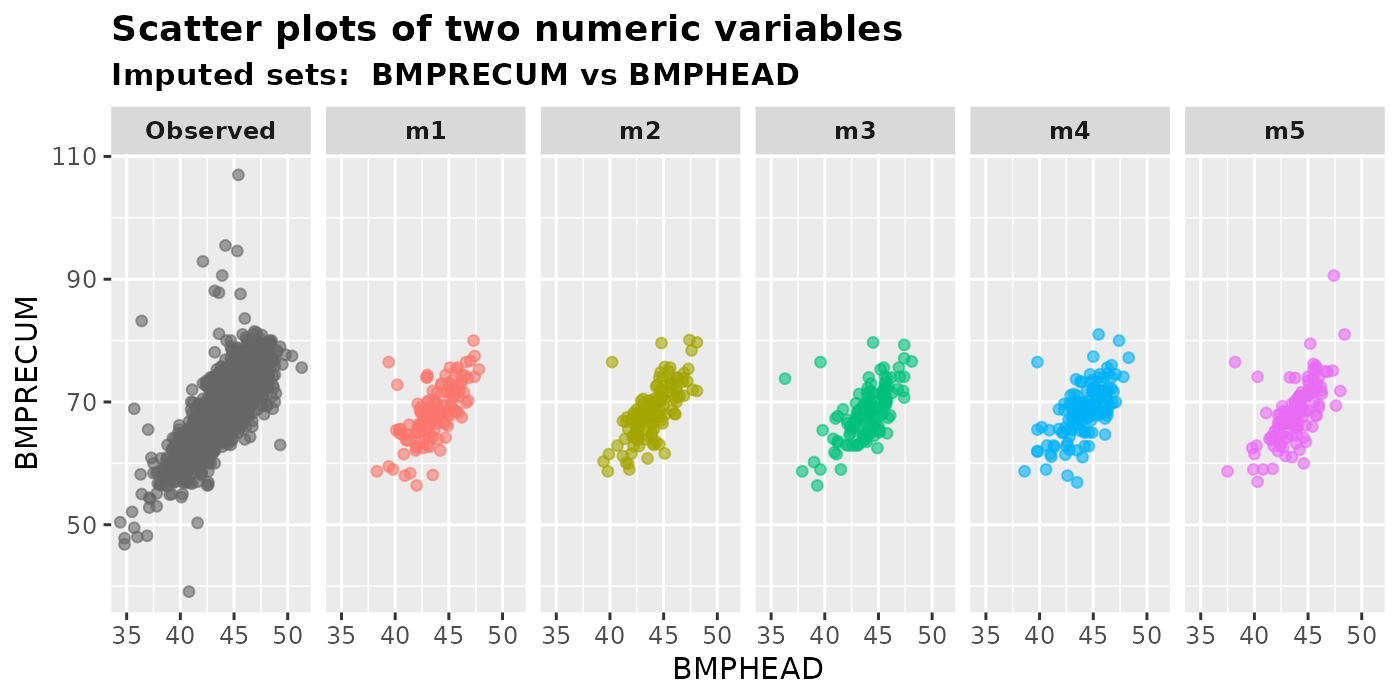 Scatter plots of two numeric variables
Imputed sets:  BMPRECUM vs BMPHEAD
Observed m1 m2 m3 m4 m5
110
90
70
50
BMPRECUM
35 40 45 50 35 40 45 50 35 40 45 50 35 40 45 50 35 40 45 50 35 40 45 50
BMPHEAD